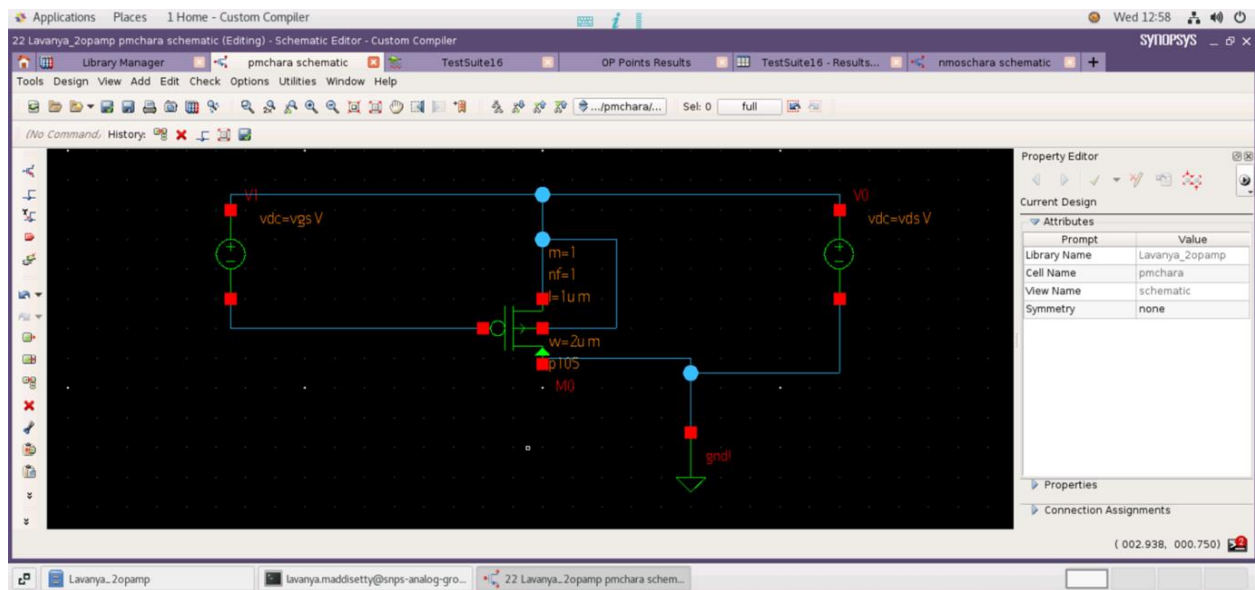 Applications Places 1 Home - Custom Compiler Wed 12:58
22 Lavanya_2opamp pmchara schematic (Editing) - Schematic Editor - Custom Compiler SYNOPSYS
Library Manager pmchara schematic TestSuite16 OP Points Results TestSuite16 - Results... nmoschara schematic
Tools Design View Add Edit Check Options Utilities Window Help
.../pmchara/... Sel: 0 full
(No Command) History:
Property Editor
Current Design
Attributes
Prompt Value
Library Name Lavanya_2opamp
Cell Name pmchara
View Name schematic
Symmetry none
Properties
Connection Assignments
V1
vdc=vgs V
V0
vdc=vds V
m=1
nf=1
l=1u m
w=2u m
p105
M0
gnd!
( 002.938, 000.750) 2
Lavanya_2opamp lavanya.maddisetty@snps-analog-gro... 22 Lavanya_2opamp pmchara schem...